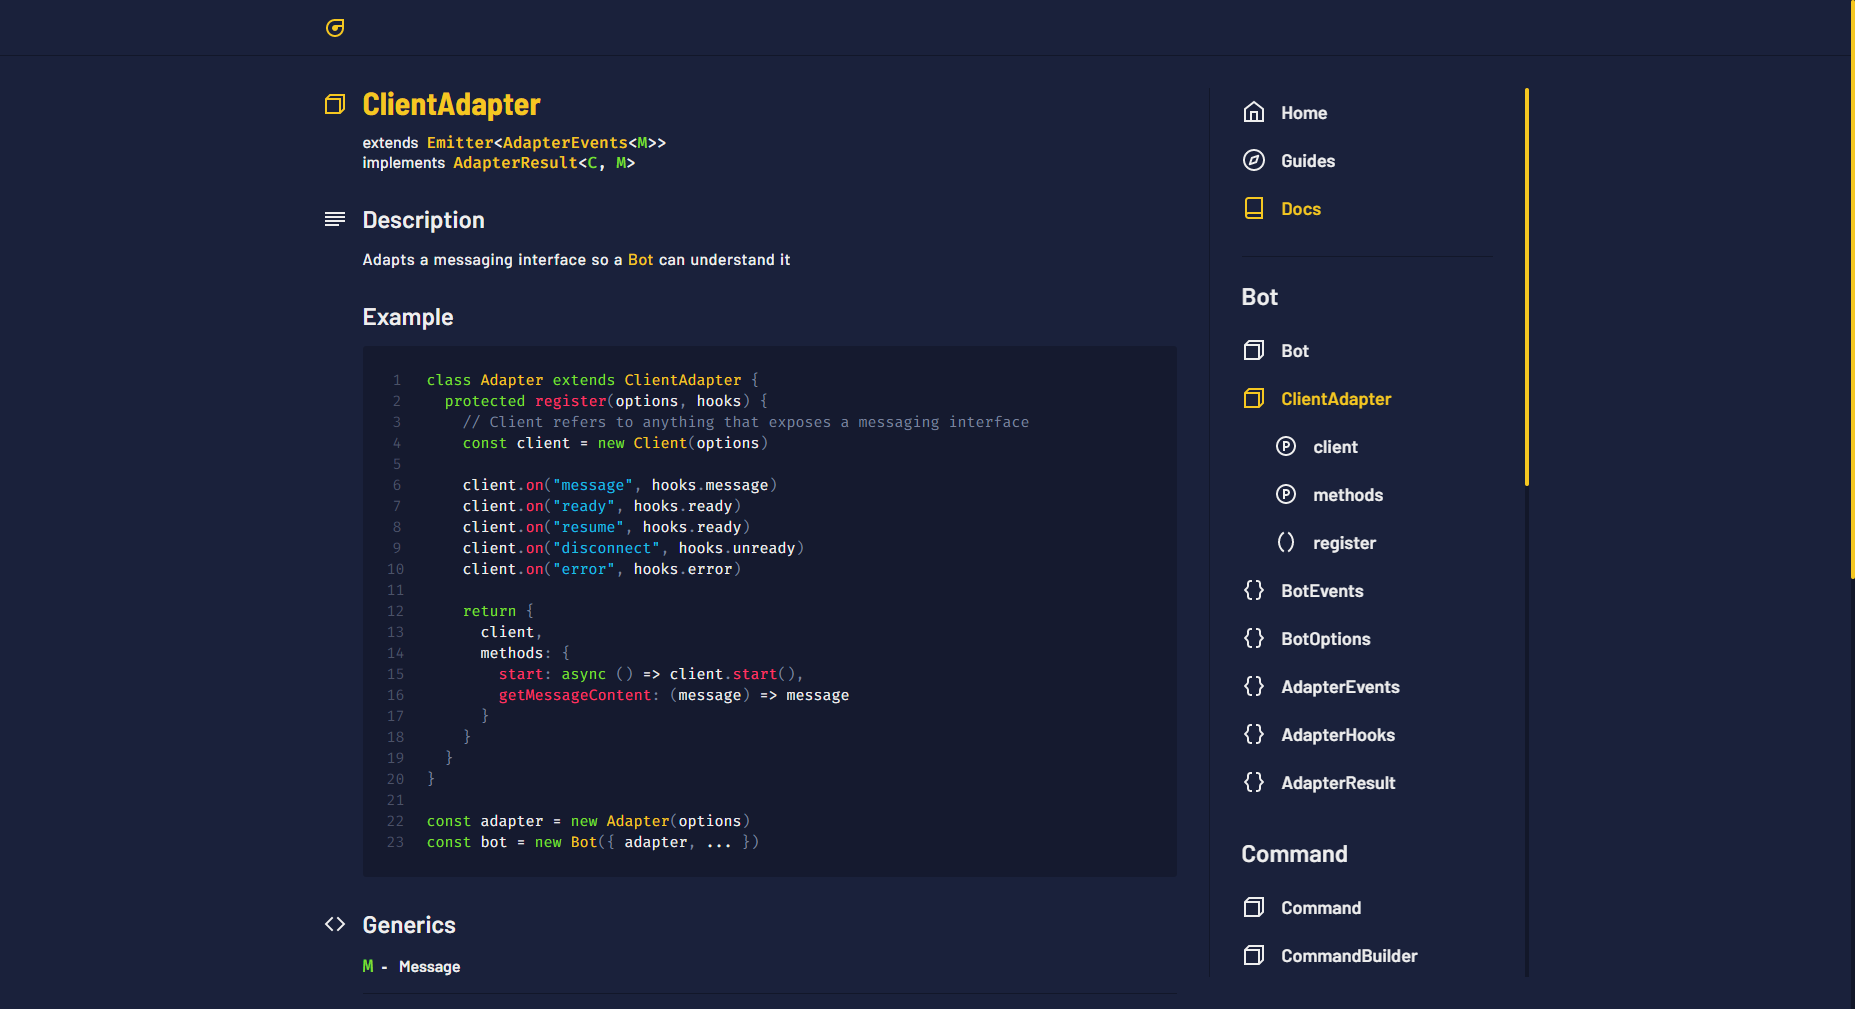 ClientAdapter
extends Emitter<AdapterEvents<M>>
implements AdapterResult<C, M>
Description
Adapts a messaging interface so a Bot can understand it
Example
1 class Adapter extends ClientAdapter {
2   protected register(options, hooks) {
3     // Client refers to anything that exposes a messaging interface
4     const client = new Client(options)
5
6     client.on("message", hooks.message)
7     client.on("ready", hooks.ready)
8     client.on("resume", hooks.ready)
9     client.on("disconnect", hooks.unready)
10     client.on("error", hooks.error)
11
12     return {
13       client,
14       methods: {
15         start: async () => client.start(),
16         getMessageContent: (message) => message
17       }
18     }
19   }
20 }
21
22 const adapter = new Adapter(options)
23 const bot = new Bot({ adapter, ... })
Generics
M - Message
Home
Guides
Docs
Bot
Bot
ClientAdapter
P client
P methods
() register
{} BotEvents
{} BotOptions
{} AdapterEvents
{} AdapterHooks
{} AdapterResult
Command
Command
CommandBuilder